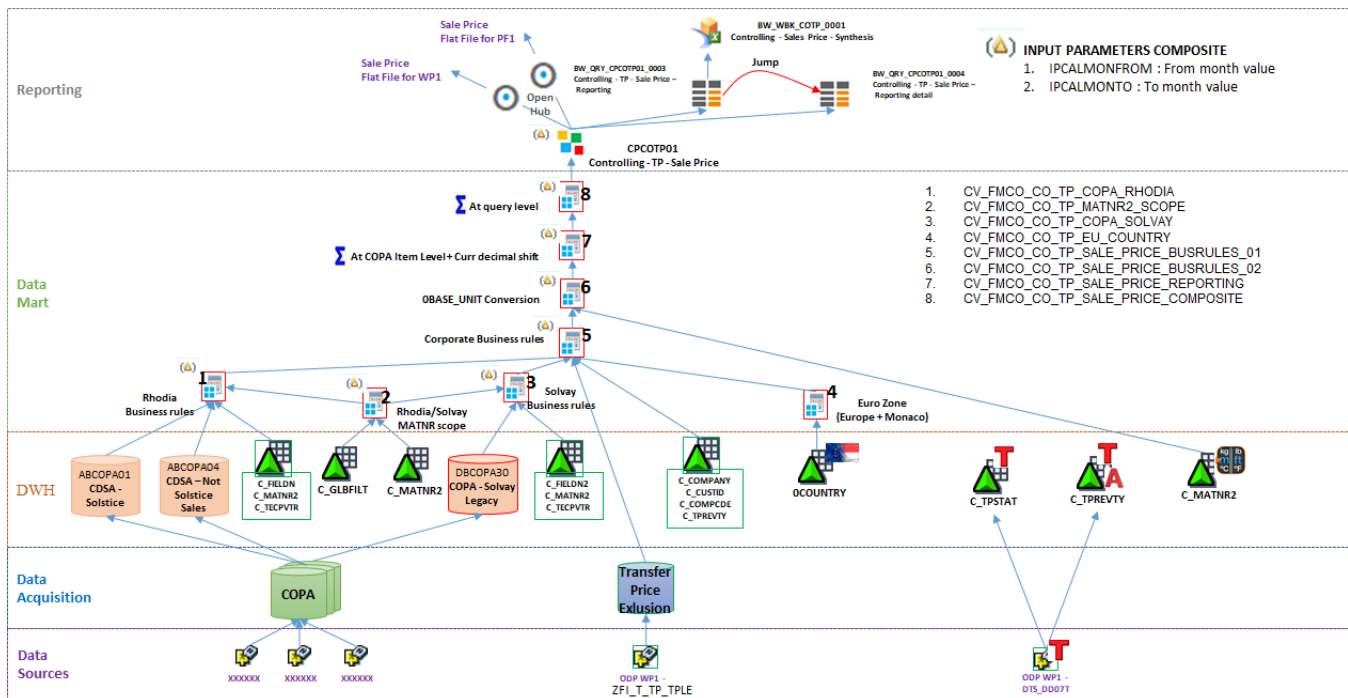 Reporting
Sale Price
Flat File for PF1
Sale Price
Flat File for WP1
Open
Hub
BW_QRY_CPCOTP01_0003
Controlling - TP - Sale Price –
Reporting
BW_WBK_COTP_0001
Controlling - Sales Price - Synthesis
Jump
BW_QRY_CPCOTP01_0004
Controlling - TP - Sale Price –
Reporting detail
INPUT PARAMETERS COMPOSITE
1. IPCALMONFROM : From month value
2. IPCALMONTO : To month value
CPCOTP01
Controlling - TP - Sale Price
Data
Mart
8
Σ At query level
7
Σ At COPA Item Level + Curr decimal shift
6
0BASE_UNIT Conversion
5
Corporate Business rules
1. CV_FMCO_CO_TP_COPA_RHODIA
2. CV_FMCO_CO_TP_MATNR2_SCOPE
3. CV_FMCO_CO_TP_COPA_SOLVAY
4. CV_FMCO_CO_TP_EU_COUNTRY
5. CV_FMCO_CO_TP_SALE_PRICE_BUSRULES_01
6. CV_FMCO_CO_TP_SALE_PRICE_BUSRULES_02
7. CV_FMCO_CO_TP_SALE_PRICE_REPORTING
8. CV_FMCO_CO_TP_SALE_PRICE_COMPOSITE
1
Rhodia
Business rules
2
Rhodia/Solvay
MATNR scope
3
Solvay
Business rules
4
Euro Zone
(Europe + Monaco)
DWH
ABCOPA01
CDSA -
Solstice
ABCOPA04
CDSA – Not
Solstice
Sales
C_FIELDN
C_MATNR2
C_TECPVTR
C_GLBFILT
C_MATNR2
DBCOPA30
COPA - Solvay
Legacy
C_FIELDN2
C_MATNR2
C_TECPVTR
C_COMPANY
C_CUSTID
C_COMPCDE
C_TPREVTY
0COUNTRY
T
C_TPSTAT
T
A
C_TPREVTY
kg lb
m ft
°C °F
C_MATNR2
Data
Acquisition
COPA
Transfer
Price
Exlusion
Data
Sources
xxxxxx
xxxxxx
xxxxxx
ODP WP1 -
ZFI_T_TP_TPLE
T
ODP WP1 -
DTS_DD07T